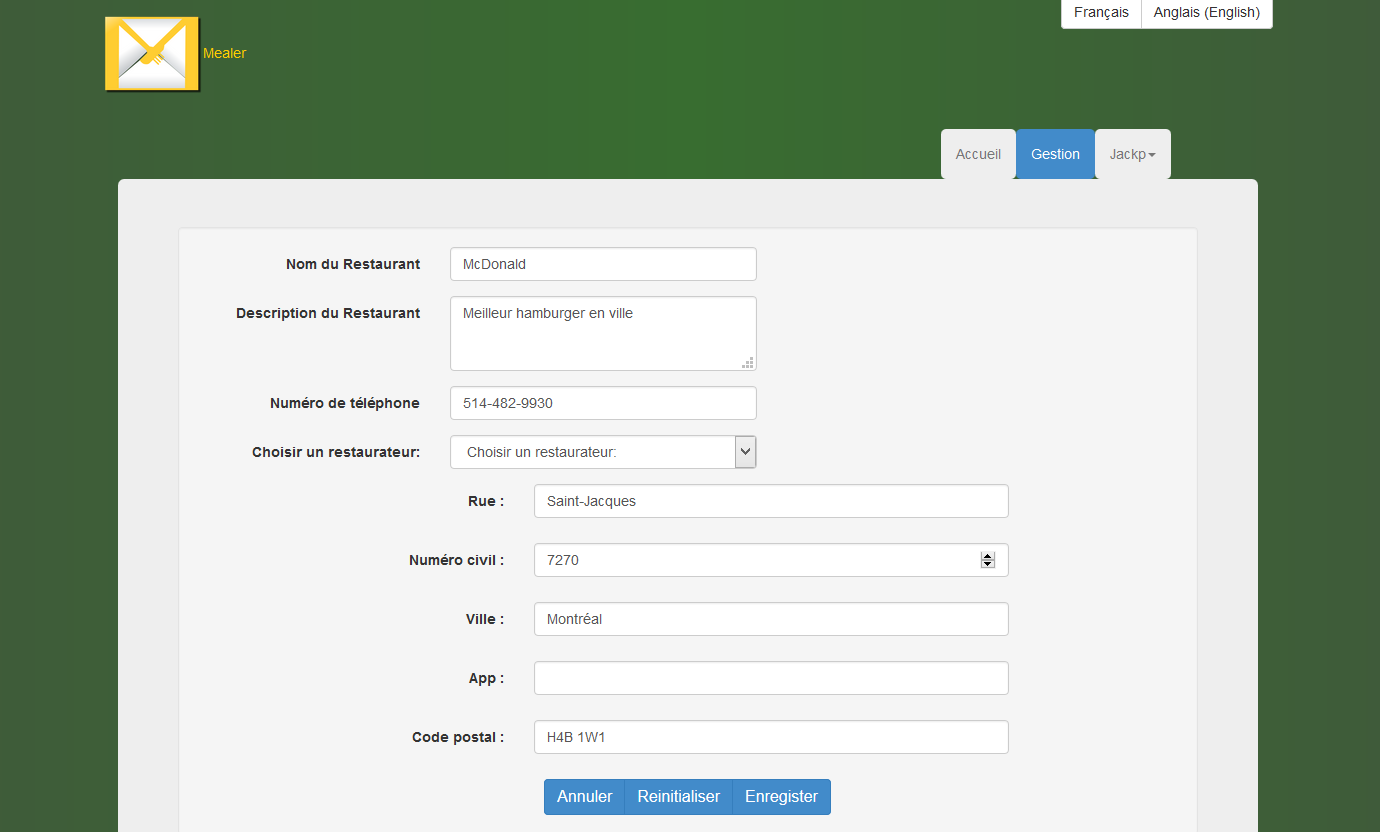 Français Anglais (English)
Mealer
Accueil Gestion Jackp
Nom du Restaurant McDonald
Description du Restaurant Meilleur hamburger en ville
Numéro de téléphone 514-482-9930
Choisir un restaurateur: Choisir un restaurateur:
Rue : Saint-Jacques
Numéro civil : 7270
Ville : Montréal
App :
Code postal : H4B 1W1
Annuler Reinitialiser Enregister